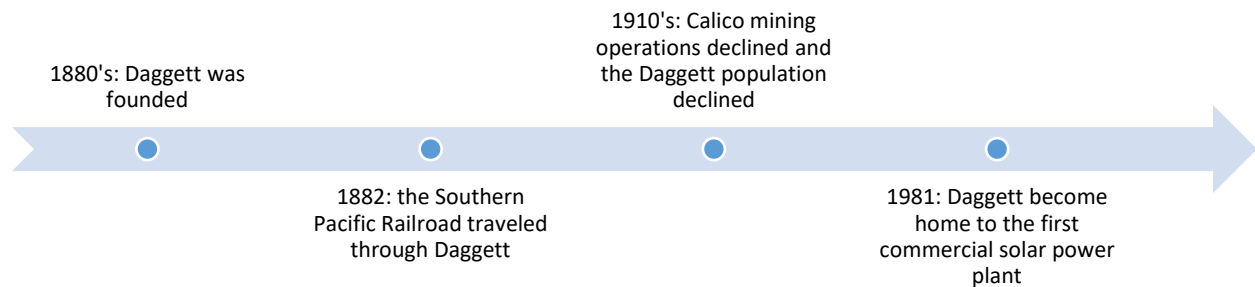 1880's: Daggett was
founded
1882: the Southern
Pacific Railroad traveled
through Daggett
1910's: Calico mining
operations declined and
the Daggett population
declined
1981: Daggett become
home to the first
commercial solar power
plant